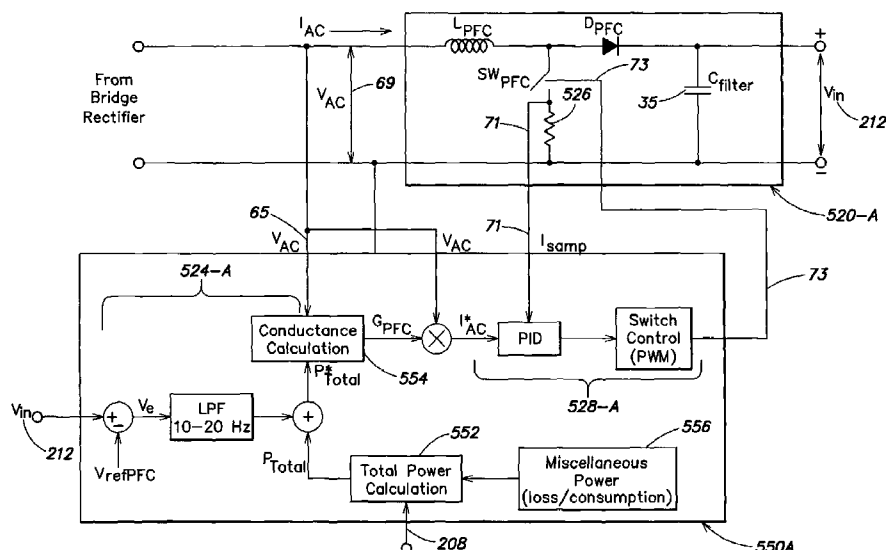 I_AC
L_PFC
D_PFC
+
From
Bridge
Rectifier
V_AC
69
SW_PFC
73
526
71
35
C_filter
V_in
212
−
520-A
65
V_AC
V_AC
71
I_samp
73
524-A
Conductance
Calculation
G_PFC
I*_AC
PID
Switch
Control
(PWM)
554
P*_Total
528-A
V_in
212
+
−
V_e
LPF
10–20 Hz
+
V_refPFC
552
556
P_Total
Total Power
Calculation
Miscellaneous
Power
(loss/consumption)
208
550A